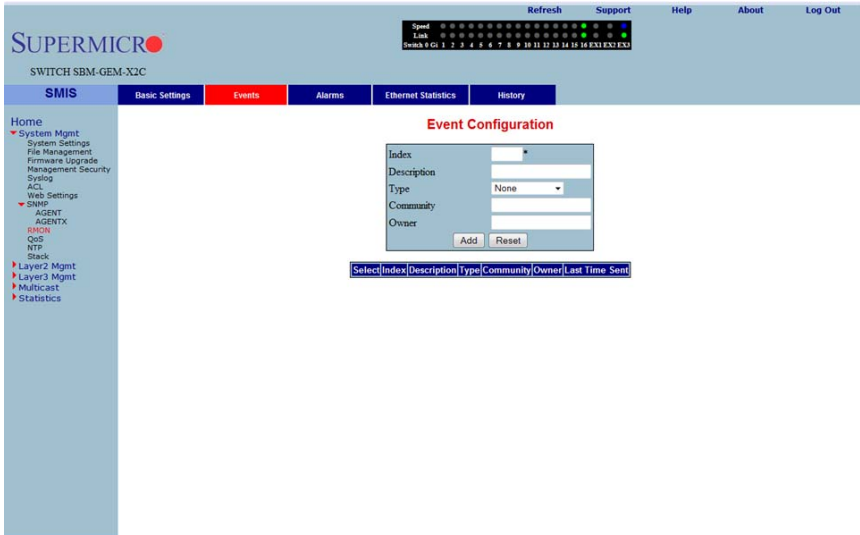 Refresh Support Help About Log Out
SUPERMICRO
Speed
Link
Switch 0 Gi 1 2 3 4 5 6 7 8 9 10 11 12 13 14 15 16 EX1 EX2 EX3
SWITCH SBM-GEM-X2C
SMIS Basic Settings Events Alarms Ethernet Statistics History
Home
System Mgmt
System Settings
File Management
Firmware Upgrade
Management Security
Syslog
ACL
Web Settings
SNMP
AGENT
AGENTX
RMON
QoS
NTP
Stack
Layer2 Mgmt
Layer3 Mgmt
Multicast
Statistics
Event Configuration
Index *
Description
Type None
Community
Owner
Add Reset
Select Index Description Type Community Owner Last Time Sent